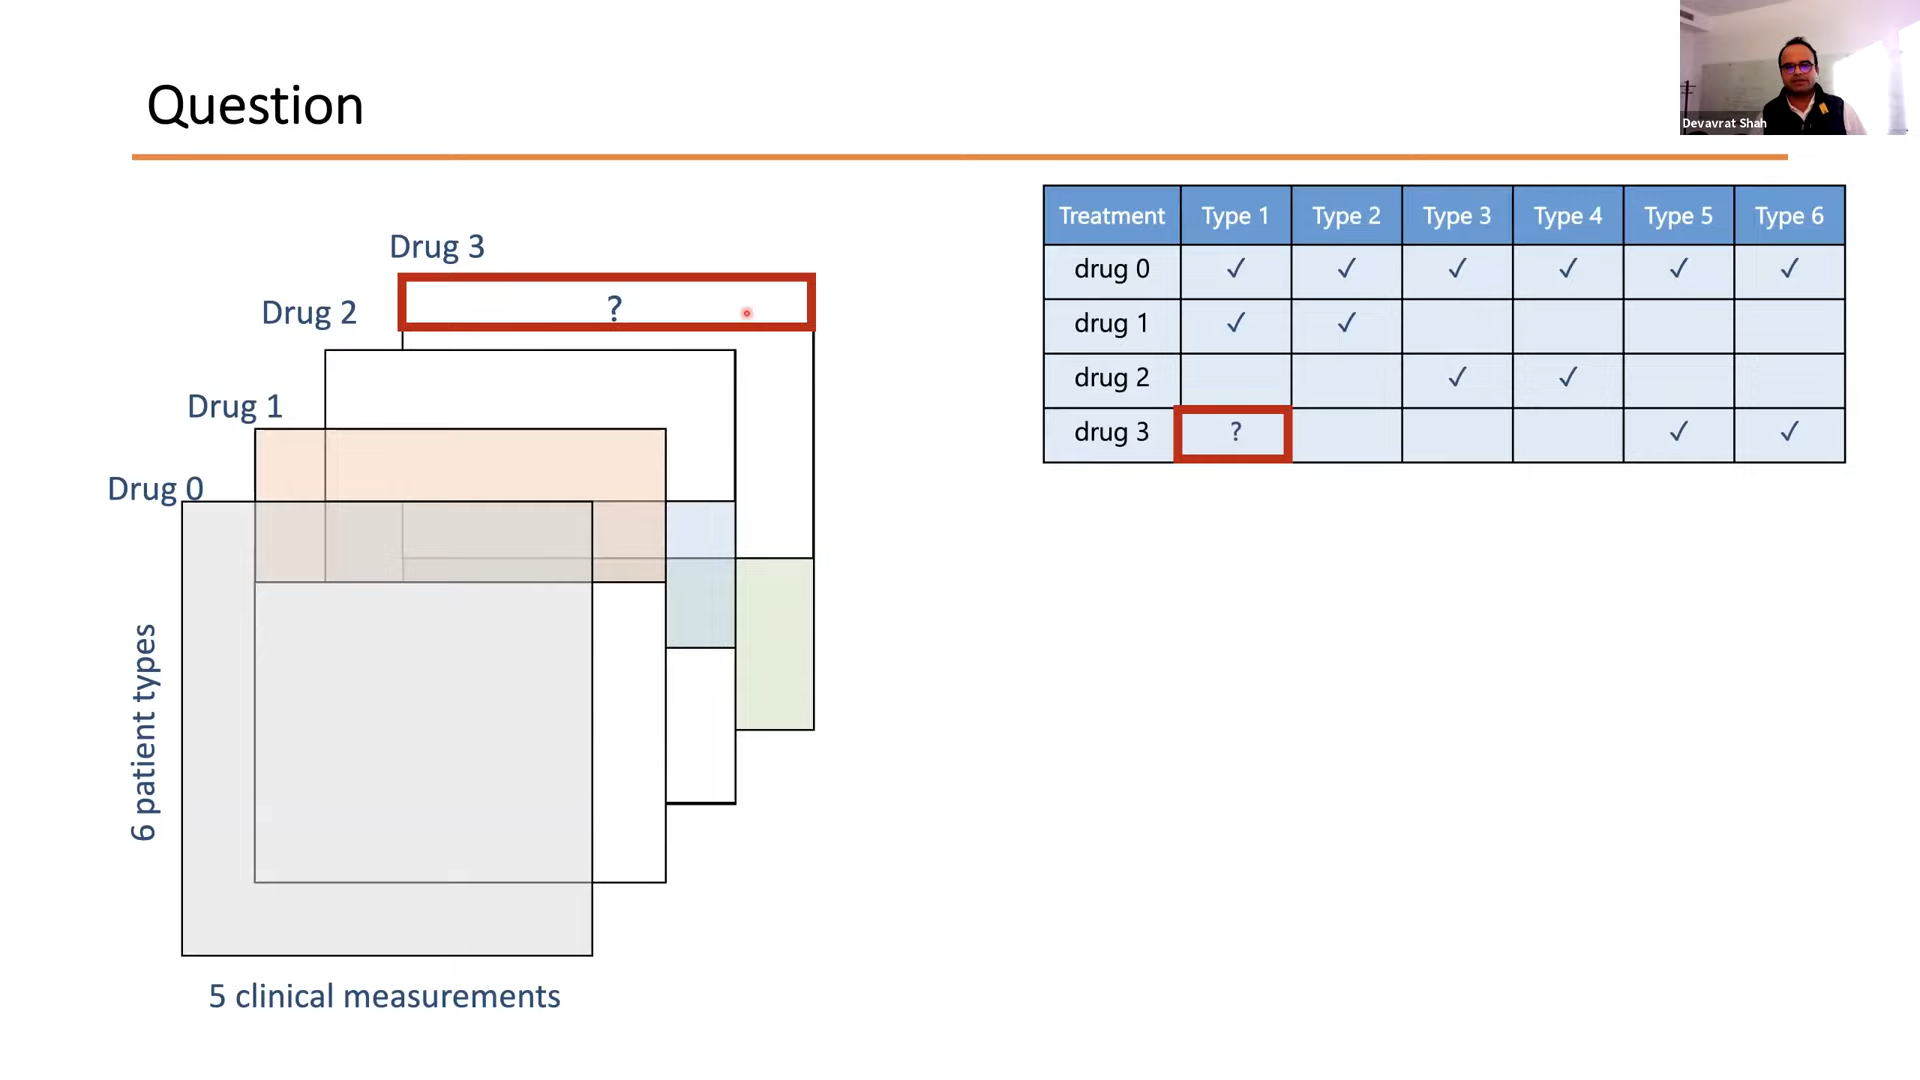 Question
Devavrat Shah
Drug 3
?
Drug 2
Drug 1
Drug 0
6 patient types
5 clinical measurements
Treatment Type 1 Type 2 Type 3 Type 4 Type 5 Type 6
drug 0 ✓ ✓ ✓ ✓ ✓ ✓
drug 1 ✓ ✓
drug 2 ✓ ✓
drug 3 ? ✓ ✓